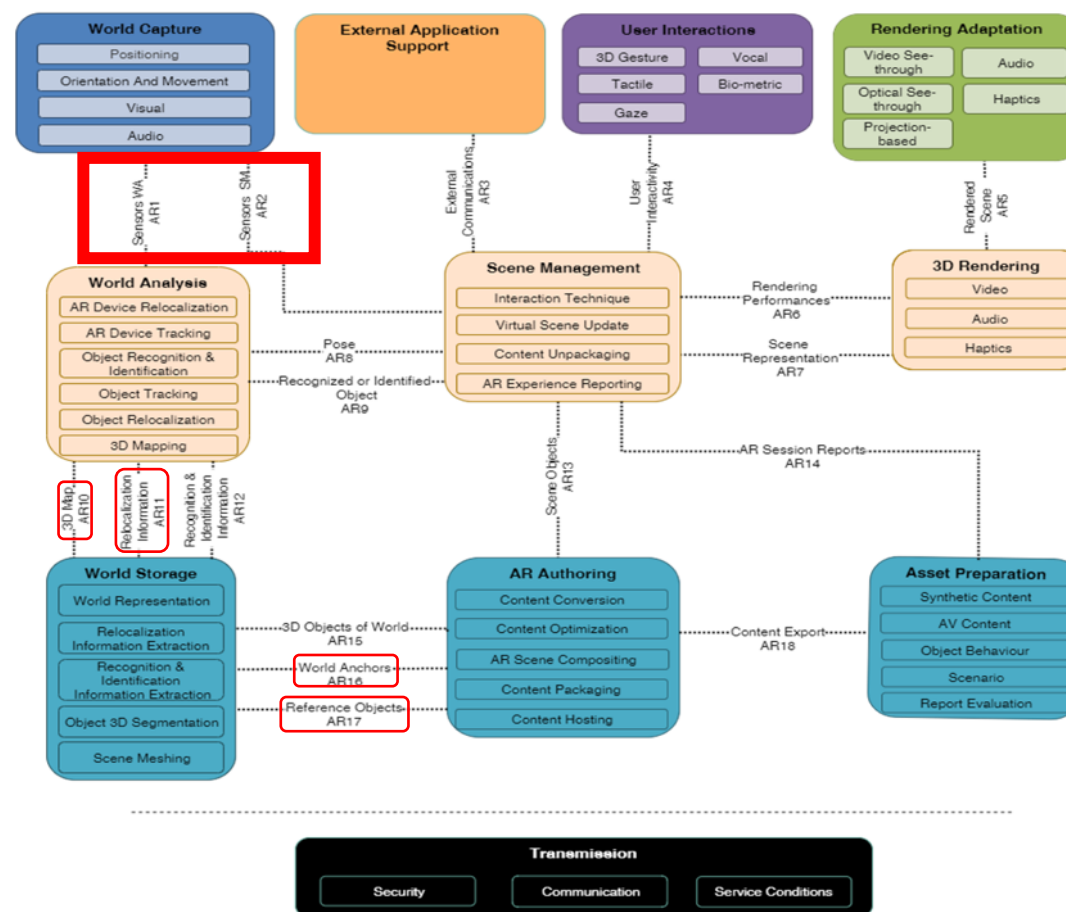 World Capture
Positioning
Orientation And Movement
Visual
Audio
External Application
Support
User Interactions
3D Gesture
Vocal
Tactile
Bio-metric
Gaze
Rendering Adaptation
Video See-
through
Audio
Optical See-
through
Haptics
Projection-
based
Sensors WA
AR1
Sensors SM
AR2
External
Communications
AR3
User
Interactivity
AR4
Rendered
Scene
AR5
World Analysis
AR Device Relocalization
AR Device Tracking
Object Recognition &
Identification
Object Tracking
Object Relocalization
3D Mapping
Pose
AR8
Recognized or Identified
Object
AR9
Scene Management
Interaction Technique
Virtual Scene Update
Content Unpackaging
AR Experience Reporting
Rendering
Performances
AR6
Scene
Representation
AR7
3D Rendering
Video
Audio
Haptics
3D Map
AR10
Relocalization
Information
AR11
Recognition &
Identification
Information
AR12
Scene Objects
AR13
AR Session Reports
AR14
World Storage
World Representation
Relocalization
Information Extraction
Recognition &
Identification
Information Extraction
Object 3D Segmentation
Scene Meshing
3D Objects of World
AR15
World Anchors
AR16
Reference Objects
AR17
AR Authoring
Content Conversion
Content Optimization
AR Scene Compositing
Content Packaging
Content Hosting
Content Export
AR18
Asset Preparation
Synthetic Content
AV Content
Object Behaviour
Scenario
Report Evaluation
Transmission
Security
Communication
Service Conditions